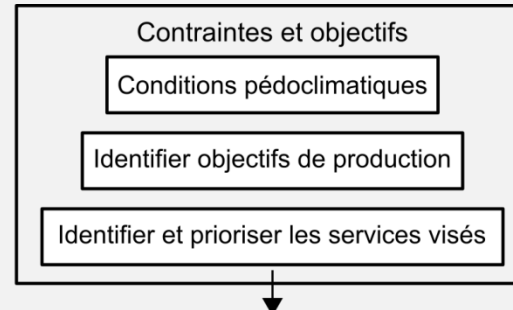 Contraintes et objectifs
Conditions pédoclimatiques
Identifier objectifs de production
Identifier et prioriser les services visés